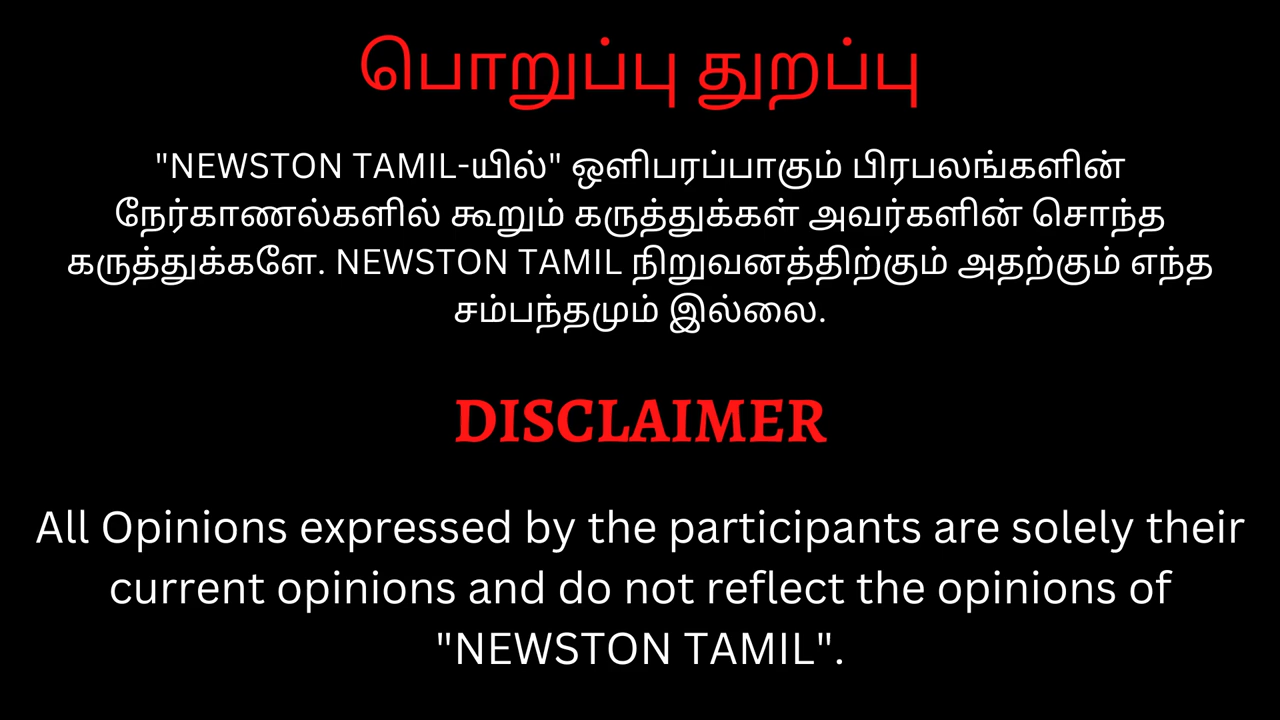 பொறுப்பு துறப்பு
"NEWSTON TAMIL-யில்" ஒளிபரப்பாகும் பிரபலங்களின்
நேர்காணல்களில் கூறும் கருத்துக்கள் அவர்களின் சொந்த
கருத்துக்களே. NEWSTON TAMIL நிறுவனத்திற்கும் அதற்கும் எந்த
சம்பந்தமும் இல்லை.
DISCLAIMER
All Opinions expressed by the participants are solely their
current opinions and do not reflect the opinions of
"NEWSTON TAMIL".